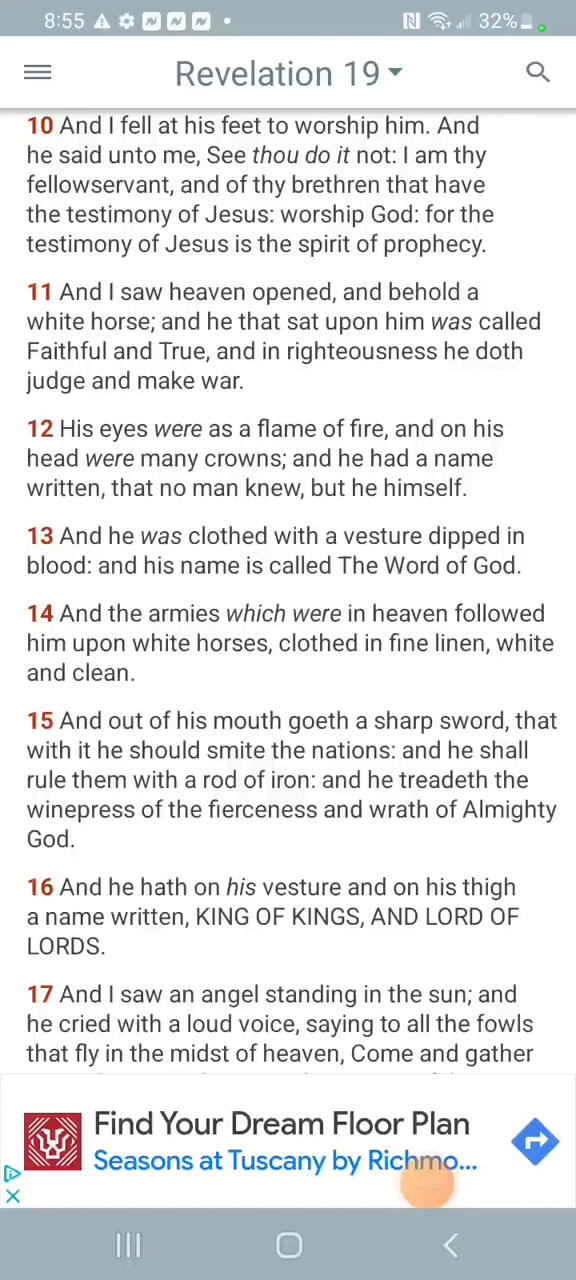 8:55
32%
Revelation 19
10 And I fell at his feet to worship him. And
he said unto me, See thou do it not: I am thy
fellowservant, and of thy brethren that have
the testimony of Jesus: worship God: for the
testimony of Jesus is the spirit of prophecy.
11 And I saw heaven opened, and behold a
white horse; and he that sat upon him was called
Faithful and True, and in righteousness he doth
judge and make war.
12 His eyes were as a flame of fire, and on his
head were many crowns; and he had a name
written, that no man knew, but he himself.
13 And he was clothed with a vesture dipped in
blood: and his name is called The Word of God.
14 And the armies which were in heaven followed
him upon white horses, clothed in fine linen, white
and clean.
15 And out of his mouth goeth a sharp sword, that
with it he should smite the nations: and he shall
rule them with a rod of iron: and he treadeth the
winepress of the fierceness and wrath of Almighty
God.
16 And he hath on his vesture and on his thigh
a name written, KING OF KINGS, AND LORD OF
LORDS.
17 And I saw an angel standing in the sun; and
he cried with a loud voice, saying to all the fowls
that fly in the midst of heaven, Come and gather
Find Your Dream Floor Plan
Seasons at Tuscany by Richmo...